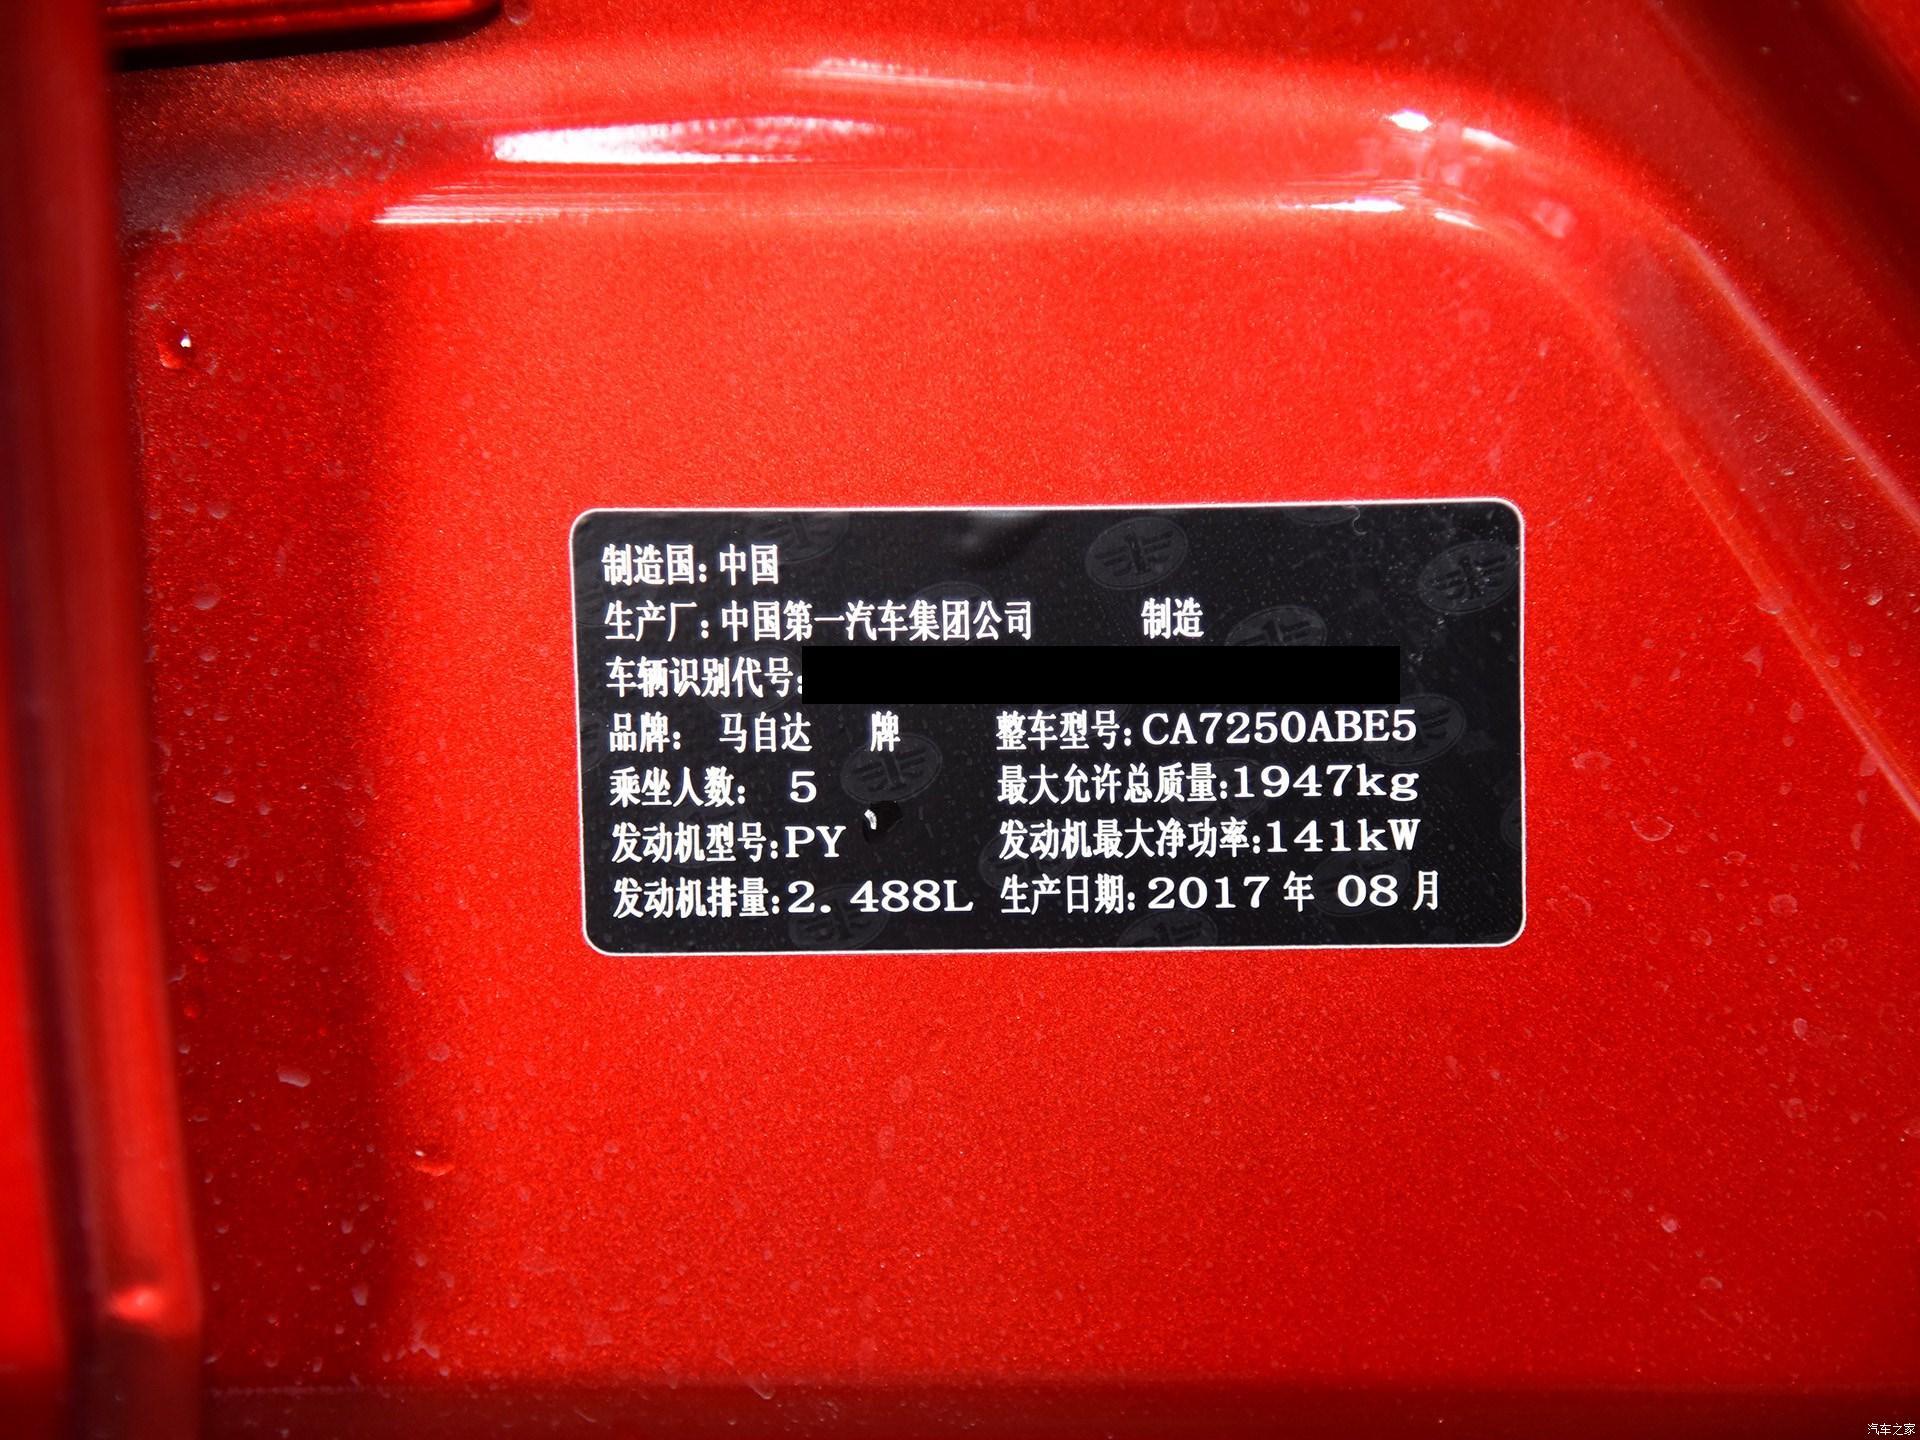 制造国: 中国
生产厂: 中国第一汽车集团公司 制造
车辆识别代号:
品牌: 马自达 牌 整车型号: CA7250ABE5
乘坐人数: 5 最大允许总质量: 1947kg
发动机型号: PY 发动机最大净功率: 141kW
发动机排量: 2. 488L 生产日期: 2017 年 08 月
汽车之家